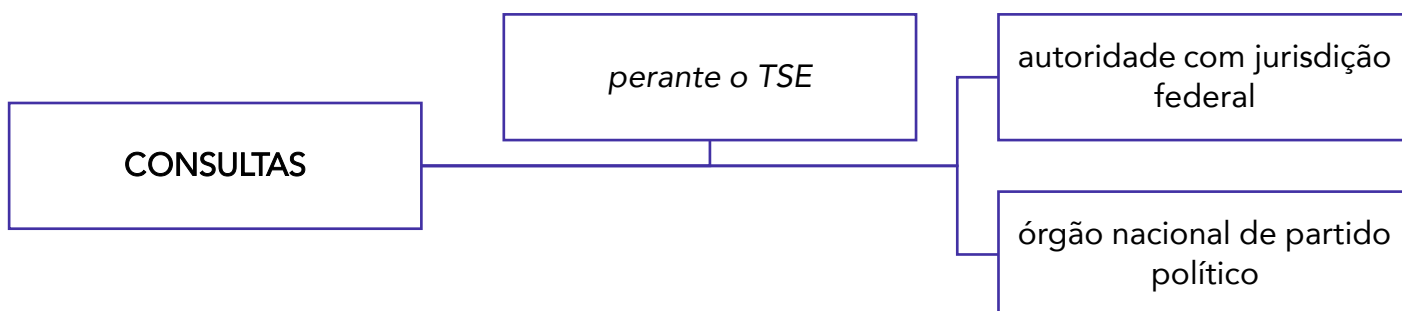 CONSULTAS
perante o TSE
autoridade com jurisdição
federal
órgão nacional de partido
político